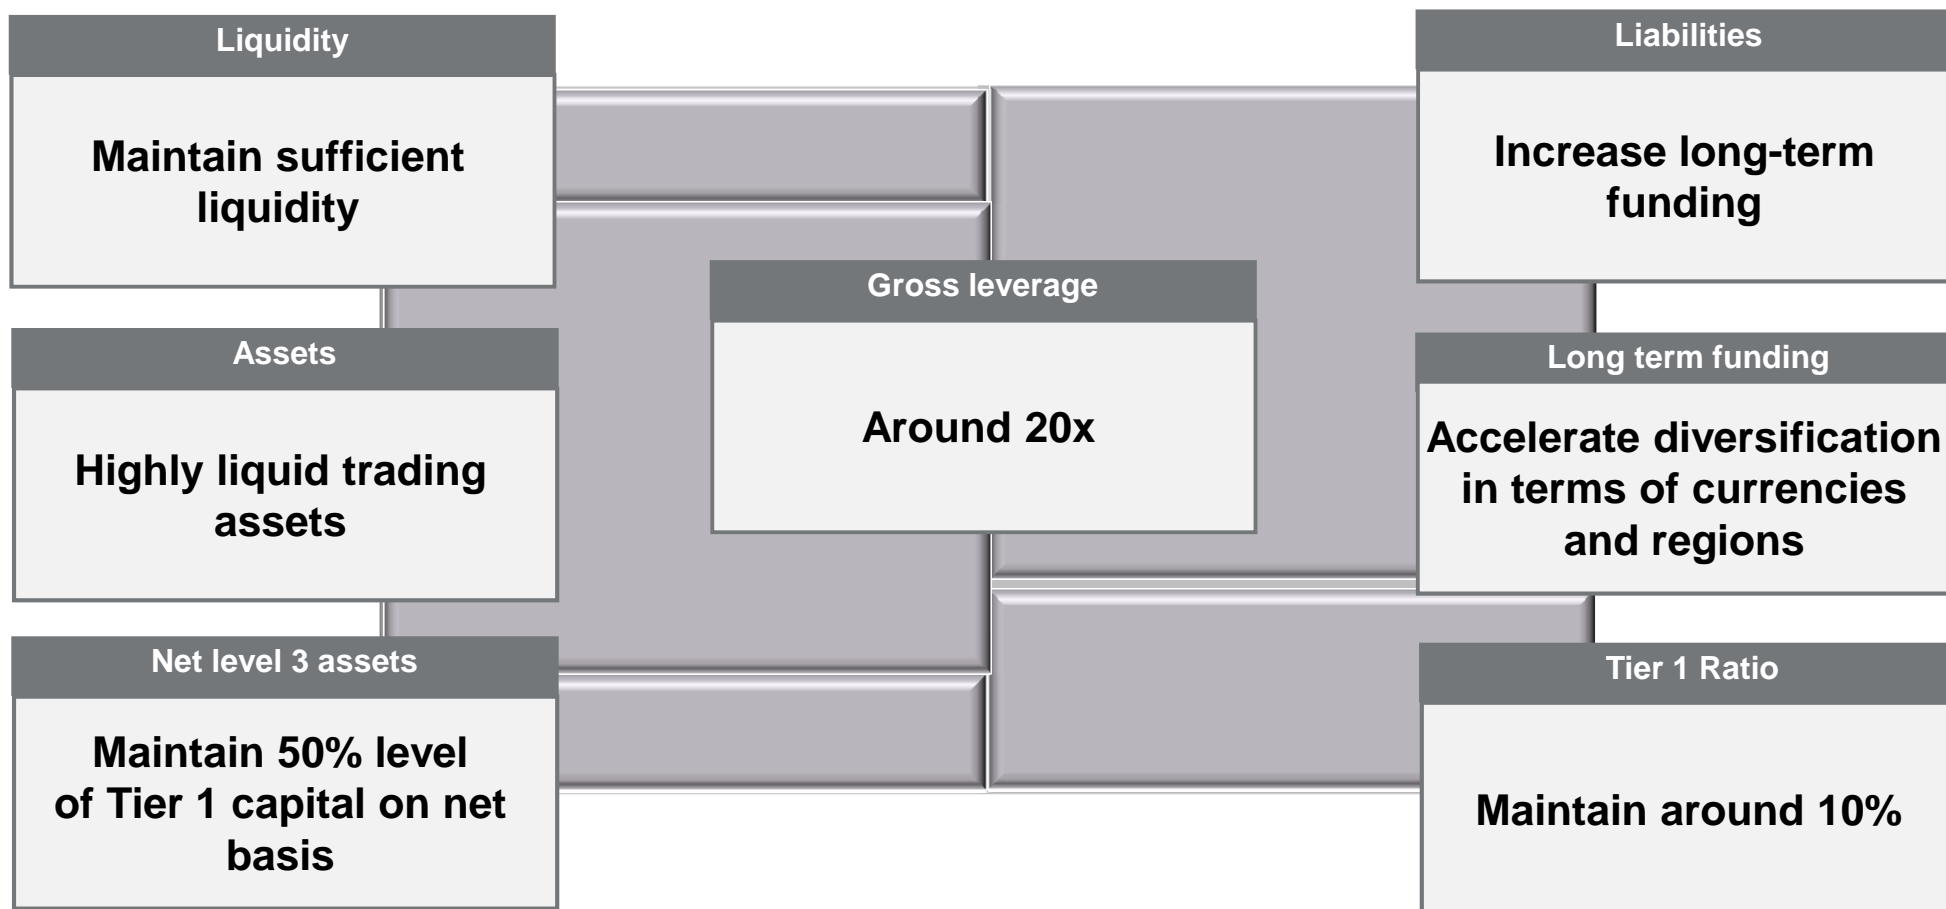 Liquidity
Maintain sufficient
liquidity
Assets
Highly liquid trading
assets
Net level 3 assets
Maintain 50% level
of Tier 1 capital on net
basis
Gross leverage
Around 20x
Liabilities
Increase long-term
funding
Long term funding
Accelerate diversification
in terms of currencies
and regions
Tier 1 Ratio
Maintain around 10%